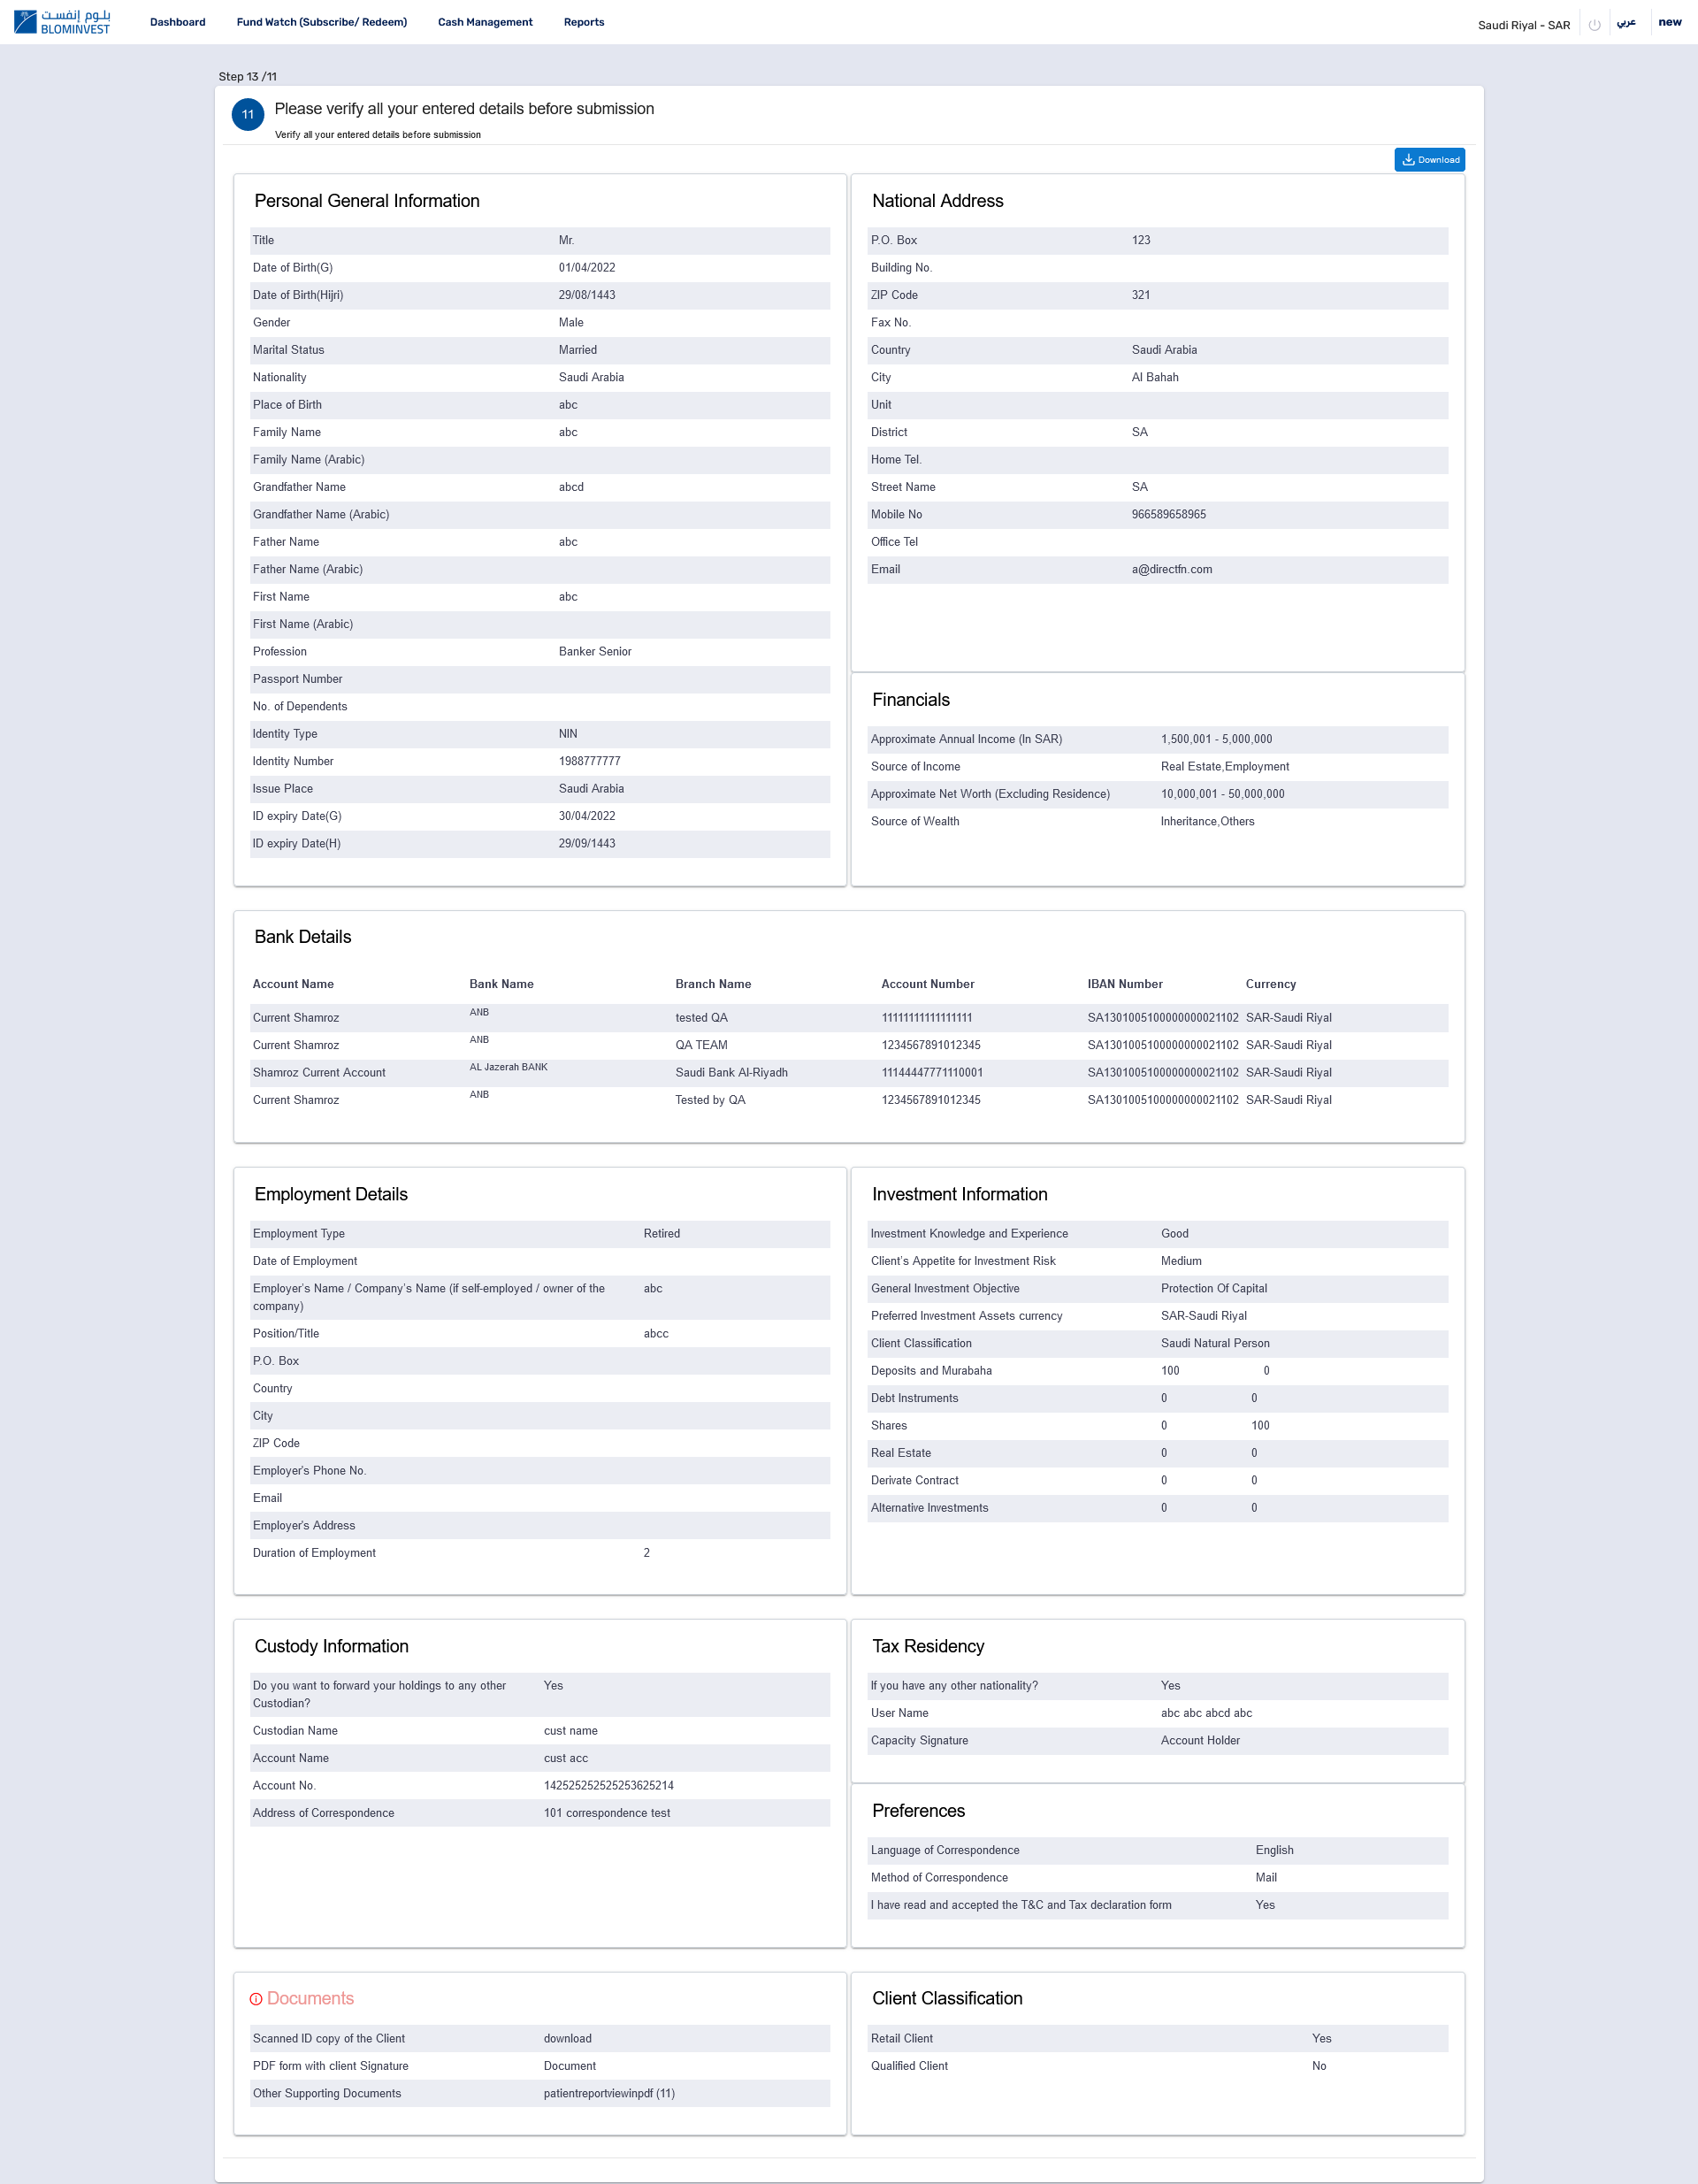 بلوم إنفست
BLOMINVEST
Dashboard Fund Watch (Subscribe/ Redeem) Cash Management Reports Saudi Riyal - SAR عربي new
Step 13 /11
11 Please verify all your entered details before submission
Verify all your entered details before submission
Download
Personal General Information
Title Mr.
Date of Birth(G) 01/04/2022
Date of Birth(Hijri) 29/08/1443
Gender Male
Marital Status Married
Nationality Saudi Arabia
Place of Birth abc
Family Name abc
Family Name (Arabic)
Grandfather Name abcd
Grandfather Name (Arabic)
Father Name abc
Father Name (Arabic)
First Name abc
First Name (Arabic)
Profession Banker Senior
Passport Number
No. of Dependents
Identity Type NIN
Identity Number 1988777777
Issue Place Saudi Arabia
ID expiry Date(G) 30/04/2022
ID expiry Date(H) 29/09/1443
National Address
P.O. Box 123
Building No.
ZIP Code 321
Fax No.
Country Saudi Arabia
City Al Bahah
Unit
District SA
Home Tel.
Street Name SA
Mobile No 966589658965
Office Tel
Email a@directfn.com
Financials
Approximate Annual Income (In SAR) 1,500,001 - 5,000,000
Source of Income Real Estate,Employment
Approximate Net Worth (Excluding Residence) 10,000,001 - 50,000,000
Source of Wealth Inheritance,Others
Bank Details
Account Name Bank Name Branch Name Account Number IBAN Number Currency
Current Shamroz ANB tested QA 11111111111111111 SA1301005100000000021102 SAR-Saudi Riyal
Current Shamroz ANB QA TEAM 1234567891012345 SA1301005100000000021102 SAR-Saudi Riyal
Shamroz Current Account AL Jazerah BANK Saudi Bank Al-Riyadh 11144447771110001 SA1301005100000000021102 SAR-Saudi Riyal
Current Shamroz ANB Tested by QA 1234567891012345 SA1301005100000000021102 SAR-Saudi Riyal
Employment Details
Employment Type Retired
Date of Employment
Employer's Name / Company's Name (if self-employed / owner of the abc
company)
Position/Title abcc
P.O. Box
Country
City
ZIP Code
Employer's Phone No.
Email
Employer's Address
Duration of Employment 2
Investment Information
Investment Knowledge and Experience Good
Client's Appetite for Investment Risk Medium
General Investment Objective Protection Of Capital
Preferred Investment Assets currency SAR-Saudi Riyal
Client Classification Saudi Natural Person
Deposits and Murabaha 100 0
Debt Instruments 0 0
Shares 0 100
Real Estate 0 0
Derivate Contract 0 0
Alternative Investments 0 0
Custody Information
Do you want to forward your holdings to any other Yes
Custodian?
Custodian Name cust name
Account Name cust acc
Account No. 142525252525253625214
Address of Correspondence 101 correspondence test
Tax Residency
If you have any other nationality? Yes
User Name abc abc abcd abc
Capacity Signature Account Holder
Preferences
Language of Correspondence English
Method of Correspondence Mail
I have read and accepted the T&C and Tax declaration form Yes
Documents
Scanned ID copy of the Client download
PDF form with client Signature Document
Other Supporting Documents patientreportviewinpdf (11)
Client Classification
Retail Client Yes
Qualified Client No